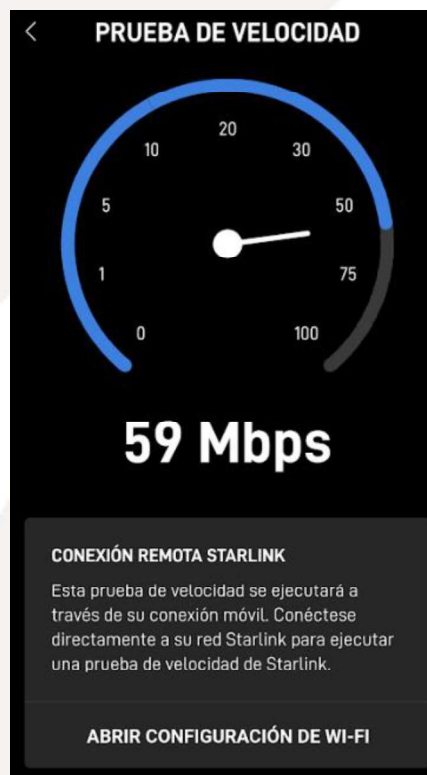 PRUEBA DE VELOCIDAD
20
10
30
5
50
1
75
0
100
59 Mbps
CONEXIÓN REMOTA STARLINK
Esta prueba de velocidad se ejecutará a
través de su conexión móvil. Conéctese
directamente a su red Starlink para ejecutar
una prueba de velocidad de Starlink.
ABRIR CONFIGURACIÓN DE WI-FI